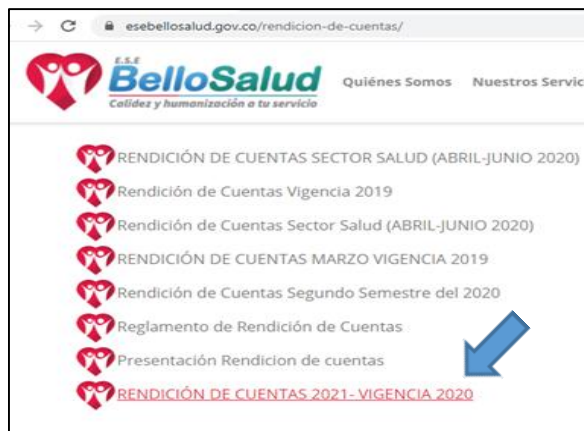 esebellosalud.gov.co/rendicion-de-cuentas/
E.S.E
BelloSalud
Calidez y humanización a tu servicio
Quiénes Somos Nuestros Servic
RENDICIÓN DE CUENTAS SECTOR SALUD (ABRIL-JUNIO 2020)
Rendición de Cuentas Vigencia 2019
Rendición de Cuentas Sector Salud (ABRIL-JUNIO 2020)
RENDICIÓN DE CUENTAS MARZO VIGENCIA 2019
Rendición de Cuentas Segundo Semestre del 2020
Reglamento de Rendición de Cuentas
Presentación Rendicion de cuentas
RENDICIÓN DE CUENTAS 2021- VIGENCIA 2020